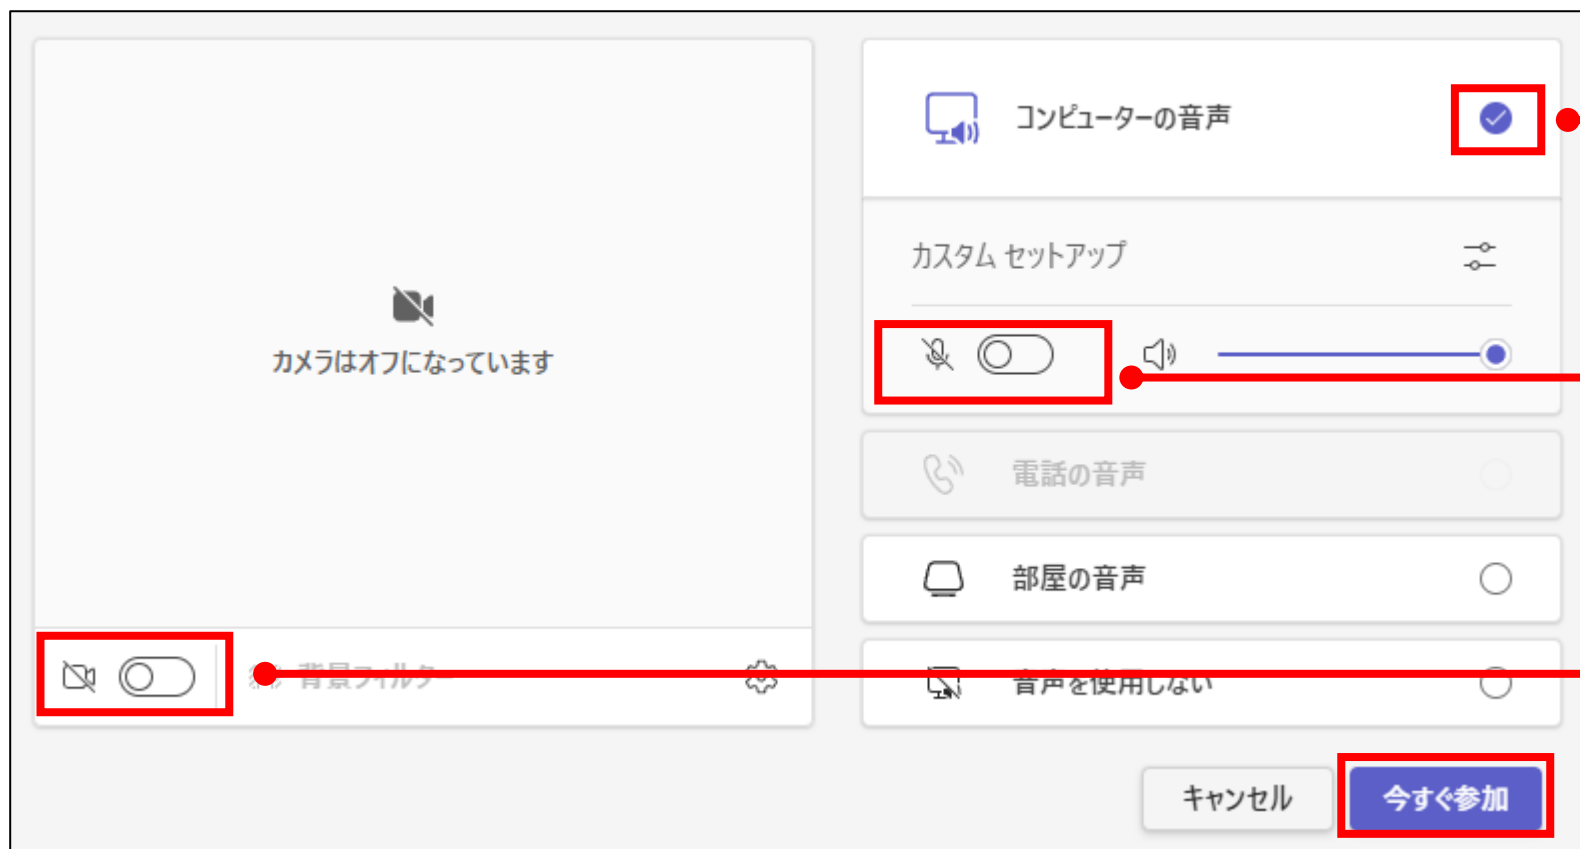 コンピューターの音声
カスタム セットアップ
カメラはオフになっています
電話の音声
部屋の音声
背景フィルター
音声を使用しない
キャンセル
今すぐ参加